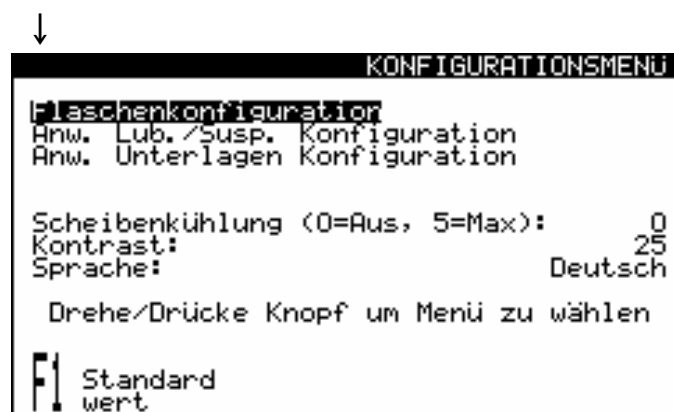 ↓
KONFIGURATIONSMENÜ
Flaschenkonfiguration
Anw. Lub./Susp. Konfiguration
Anw. Unterlagen Konfiguration
Scheibenkühlung (0=Aus, 5=Max): 0
Kontrast: 25
Sprache: Deutsch
Drehe/Drücke Knopf um Menü zu wählen
F1 Standard
wert